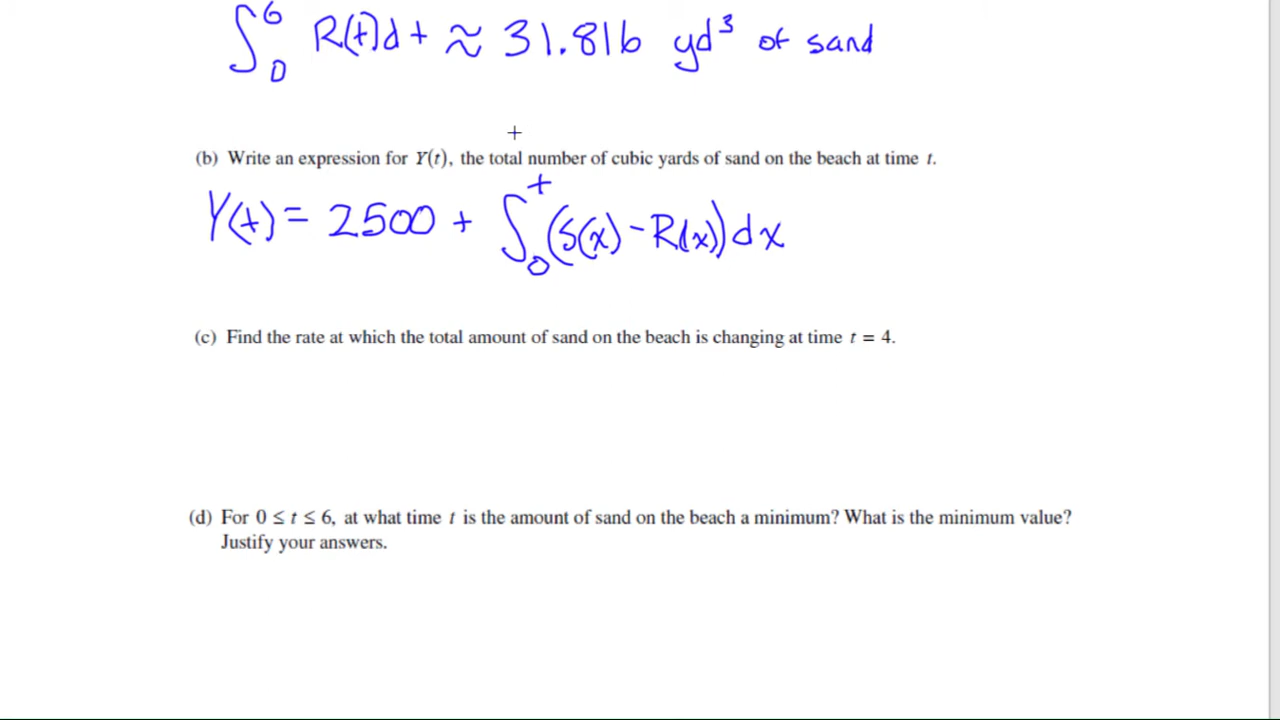 ∫₀⁶ R(t)dt ≈ 31.816 yd³ of sand
(b) Write an expression for Y(t), the total number of cubic yards of sand on the beach at time t.
Y(t) = 2500 + ∫₀ᵗ (S(x) - R(x))dx
(c) Find the rate at which the total amount of sand on the beach is changing at time t = 4.
(d) For 0 ≤ t ≤ 6, at what time t is the amount of sand on the beach a minimum? What is the minimum value?
Justify your answers.